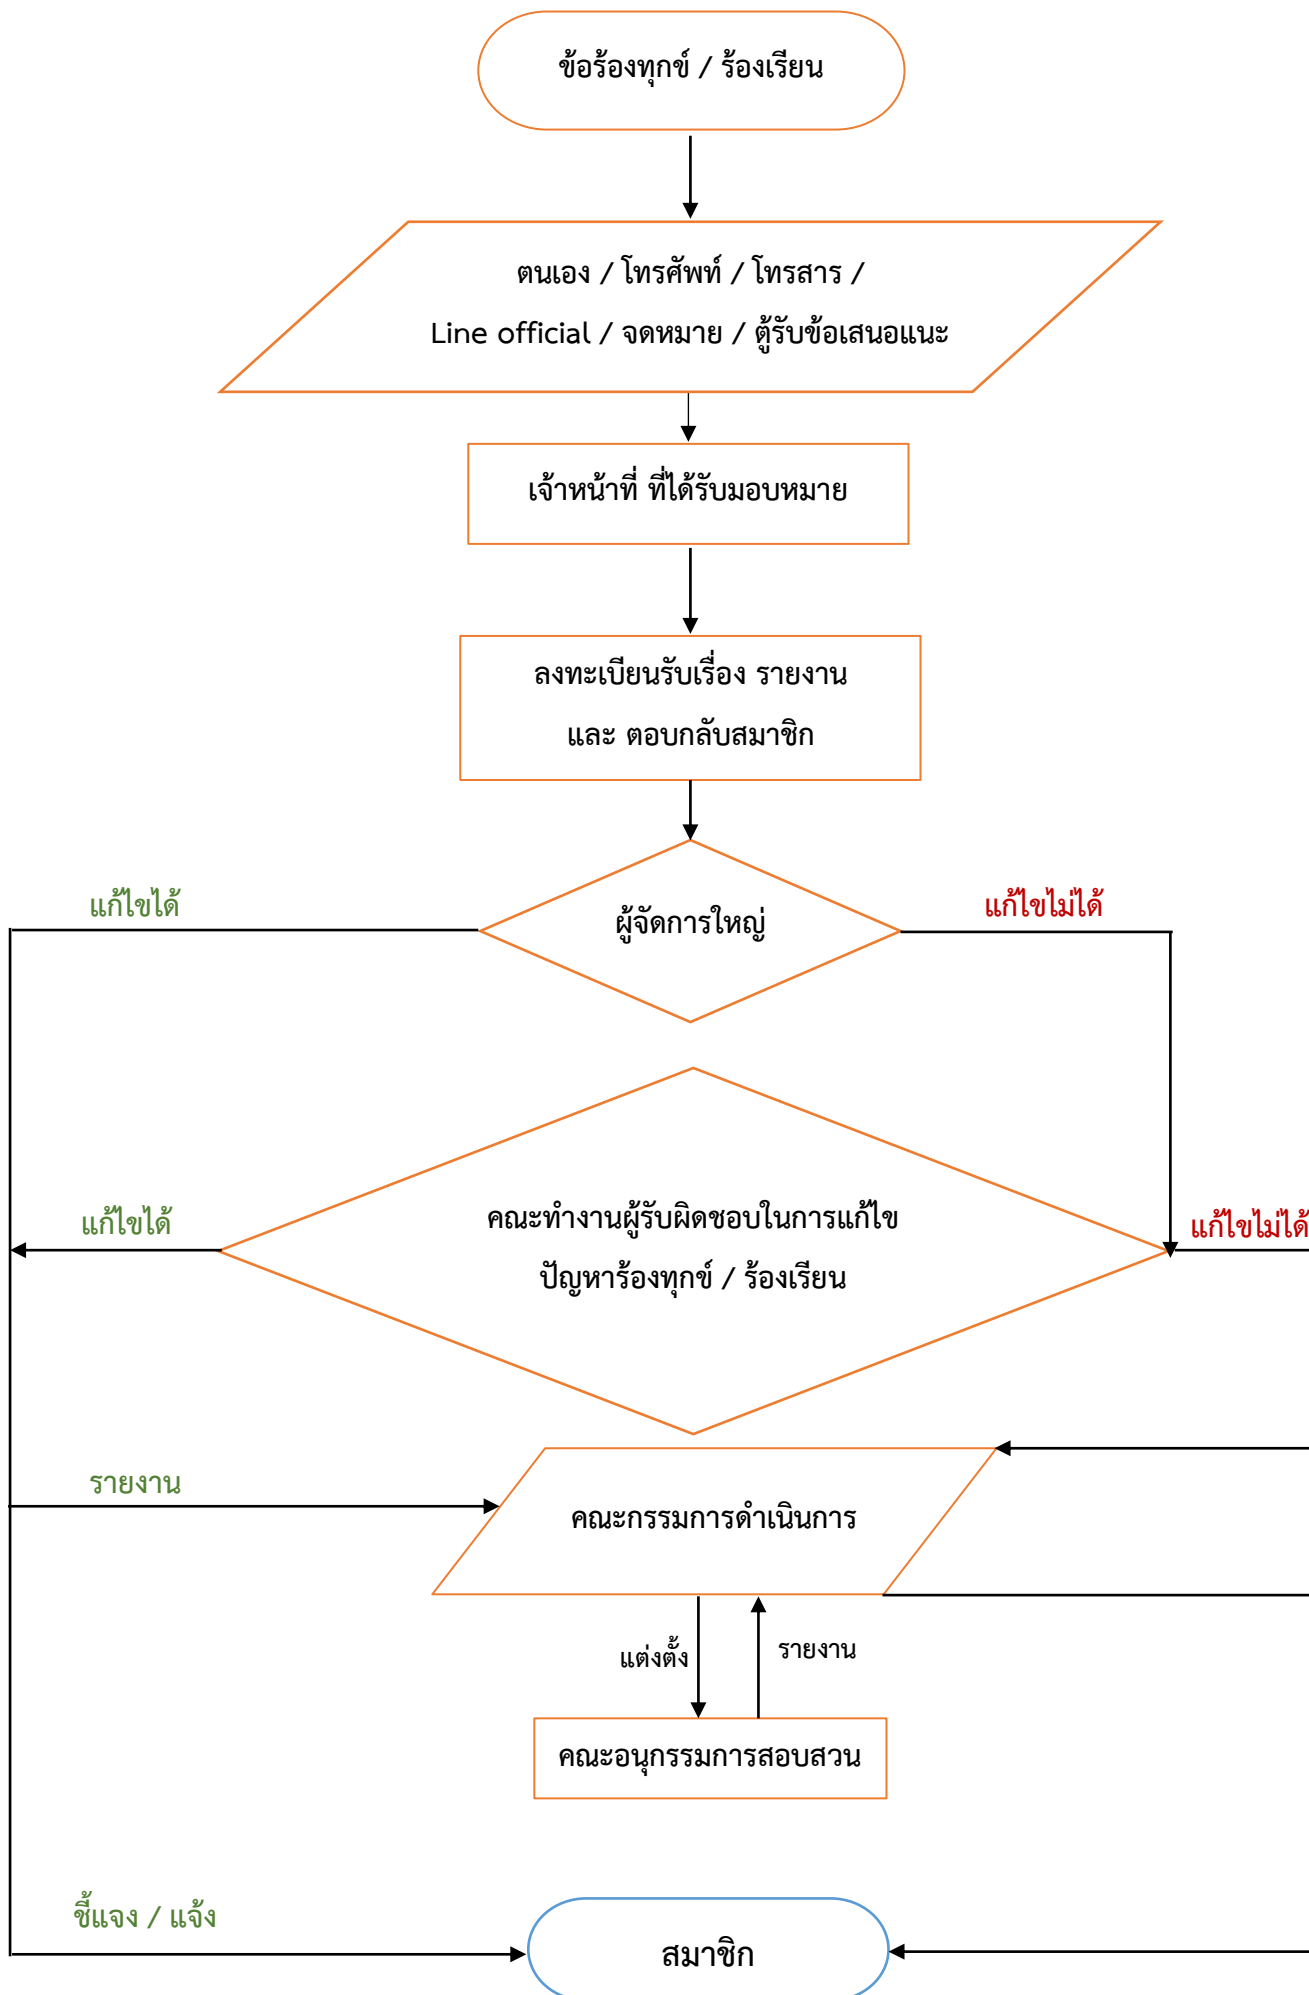 ข้อร้องทุกข์ / ร้องเรียน
ตนเอง / โทรศัพท์ / โทรสาร /
Line official / จดหมาย / ตู้รับข้อเสนอแนะ
เจ้าหน้าที่ ที่ได้รับมอบหมาย
ลงทะเบียนรับเรื่อง รายงาน
และ ตอบกลับสมาชิก
แก้ไขได้
ผู้จัดการใหญ่
แก้ไขไม่ได้
แก้ไขได้
คณะทำงานผู้รับผิดชอบในการแก้ไข
ปัญหาร้องทุกข์ / ร้องเรียน
แก้ไขไม่ได้
รายงาน
คณะกรรมการดำเนินการ
แต่งตั้ง
รายงาน
คณะอนุกรรมการสอบสวน
ชี้แจง / แจ้ง
สมาชิก